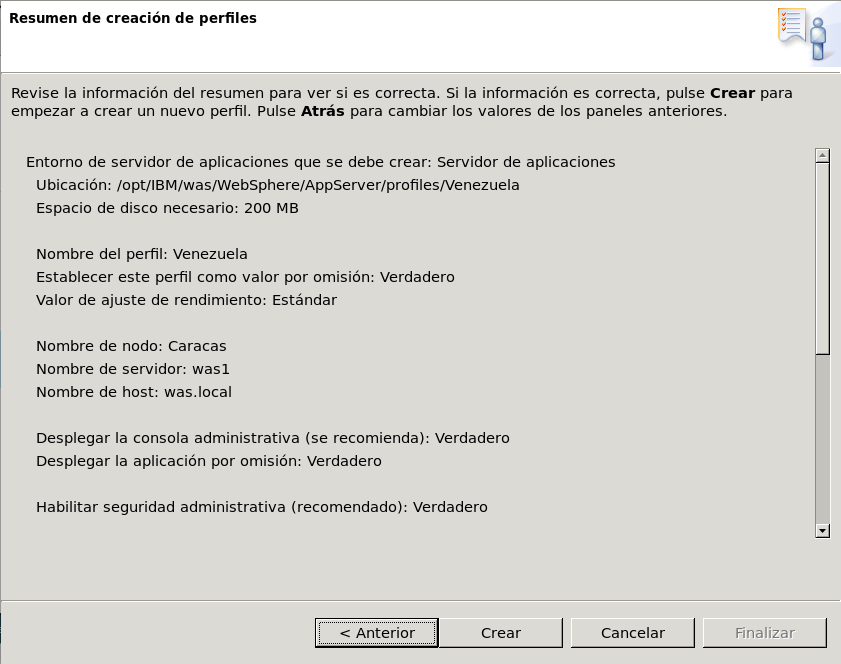 Resumen de creación de perfiles
Revise la información del resumen para ver si es correcta. Si la información es correcta, pulse Crear para
empezar a crear un nuevo perfil. Pulse Atrás para cambiar los valores de los paneles anteriores.
Entorno de servidor de aplicaciones que se debe crear: Servidor de aplicaciones
Ubicación: /opt/IBM/was/WebSphere/AppServer/profiles/Venezuela
Espacio de disco necesario: 200 MB
Nombre del perfil: Venezuela
Establecer este perfil como valor por omisión: Verdadero
Valor de ajuste de rendimiento: Estándar
Nombre de nodo: Caracas
Nombre de servidor: was1
Nombre de host: was.local
Desplegar la consola administrativa (se recomienda): Verdadero
Desplegar la aplicación por omisión: Verdadero
Habilitar seguridad administrativa (recomendado): Verdadero
< Anterior Crear Cancelar Finalizar